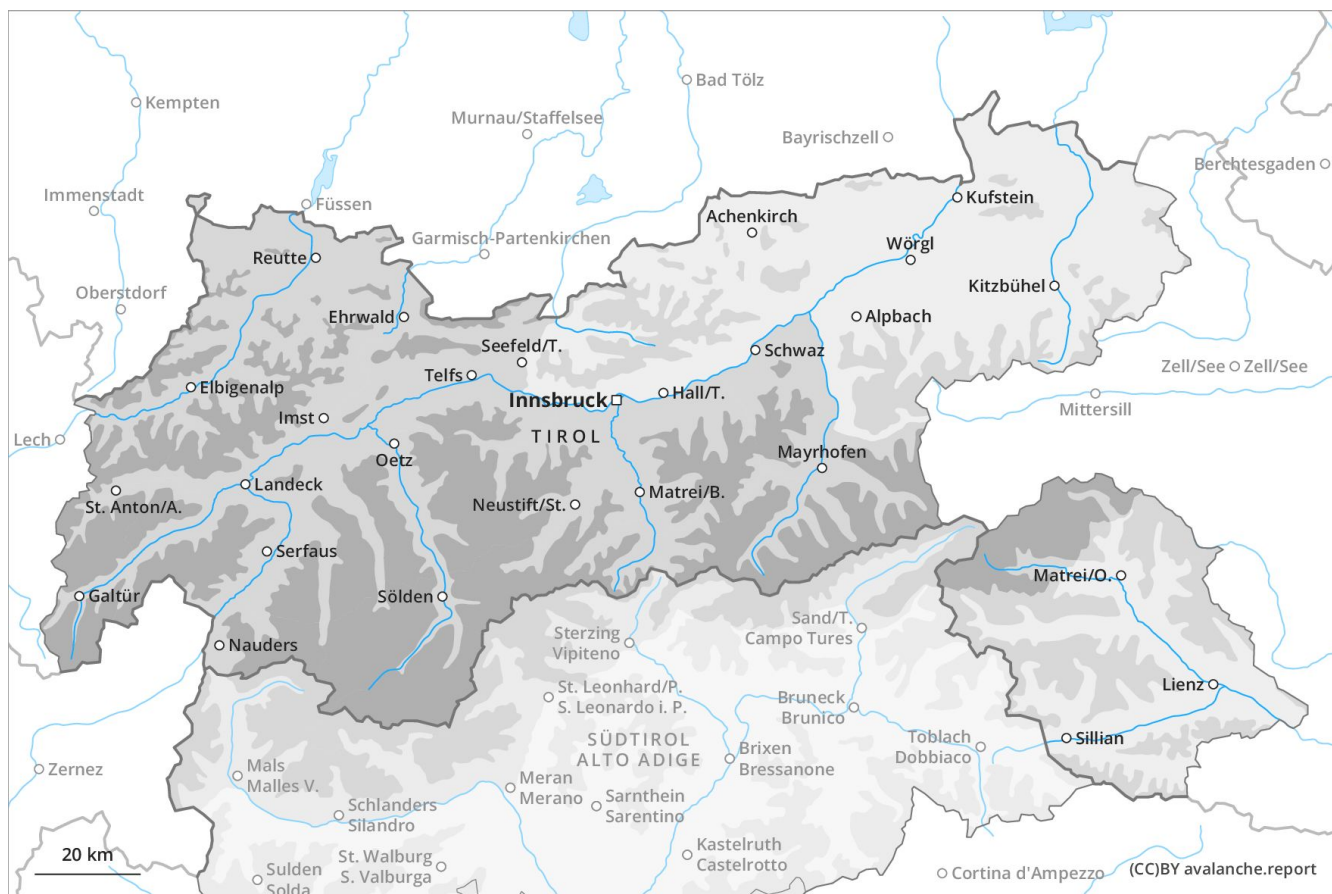 Bad Tölz
Kempten
Murnau/Staffelsee
Bayrischzell
Berchtesgaden
Immenstadt
Füssen
Kufstein
Achenkirch
Garmisch-Partenkirchen
Wörgl
Reutte
Kitzbühel
Oberstdorf
Ehrwald
Alpbach
Seefeld/T.
Schwaz
Zell/See
Zell/See
Telfs
Elbigenalp
Innsbruck
Hall/T.
Mittersill
Imst
TIROL
Lech
Oetz
Mayrhofen
Landeck
Matrei/B.
St. Anton/A.
Neustift/St.
Serfaus
Matrei/O.
Galtür
Sölden
Sand/T.
Campo Tures
Sterzing
Vipiteno
Nauders
Lienz
St. Leonhard/P.
S. Leonardo i. P.
Bruneck
Brunico
SÜDTIROL
ALTO ADIGE
Toblach
Dobbiaco
Sillian
Brixen
Bressanone
Zernez
Mals
Malles V.
Meran
Merano
Sarnthein
Sarentino
Schlanders
Silandro
Kastelruth
Castelrotto
20 km
St. Walburg
S. Valburga
Sulden
Solda
Cortina d'Ampezzo
(CC)BY avalanche.report